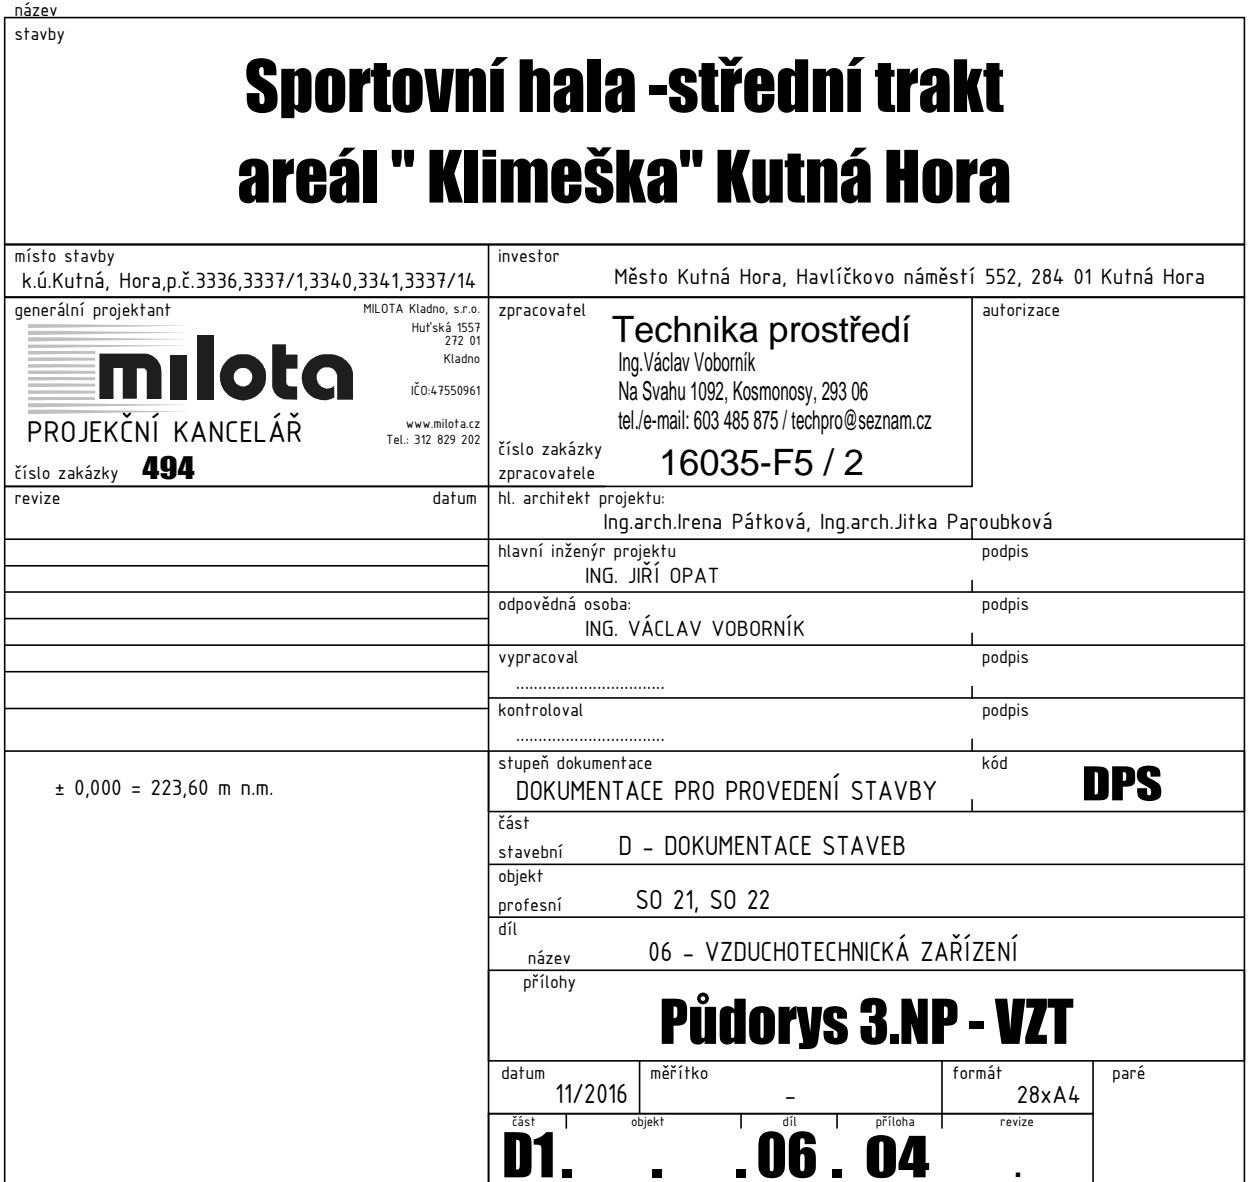 název
stavby
Sportovní hala -střední trakt
areál " Klimeška" Kutná Hora
místo stavby
k.ú.Kutná, Hora,p.č.3336,3337/1,3340,3341,3337/14
investor
Město Kutná Hora, Havlíčkovo náměstí 552, 284 01 Kutná Hora
generální projektant
milota
PROJEKČNÍ KANCELÁŘ
MILOTA Kladno, s.r.o.
Huťská 1557
272 01
Kladno
IČO:47550961
www.milota.cz
Tel.: 312 829 202
číslo zakázky 494
zpracovatel
Technika prostředí
Ing.Václav Voborník
Na Svahu 1092, Kosmonosy, 293 06
tel./e-mail: 603 485 875 / techpro@seznam.cz
číslo zakázky
zpracovatele
16035-F5 / 2
autorizace
revize datum
hl. architekt projektu:
Ing.arch.Irena Pátková, Ing.arch.Jitka Paroubková
hlavní inženýr projektu podpis
ING. JIŘÍ OPAT
odpovědná osoba: podpis
ING. VÁCLAV VOBORNÍK
vypracoval podpis
.................................
kontroloval podpis
.................................
± 0,000 = 223,60 m n.m.
stupeň dokumentace kód
DOKUMENTACE PRO PROVEDENÍ STAVBY DPS
část
stavební D - DOKUMENTACE STAVEB
objekt
profesní SO 21, SO 22
díl
název 06 - VZDUCHOTECHNICKÁ ZAŘÍZENÍ
přílohy
Půdorys 3.NP - VZT
datum měřítko formát paré
11/2016 - 28xA4
část objekt díl příloha revize
D1. . . 06 . 04 .